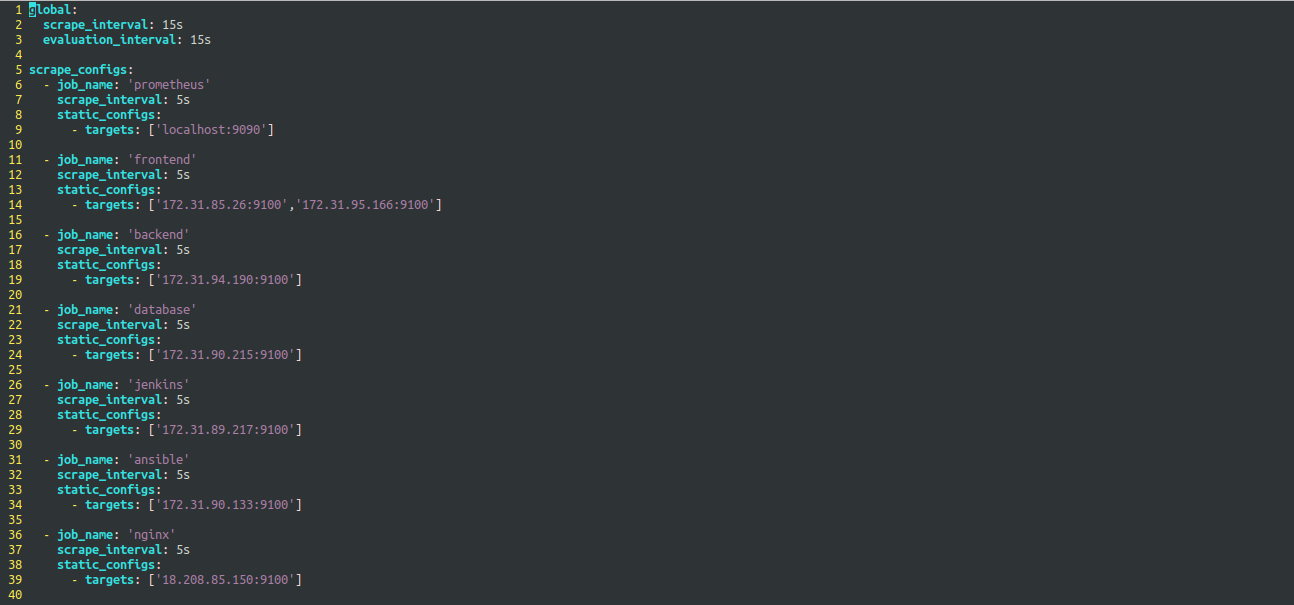 1 global:
2   scrape_interval: 15s
3   evaluation_interval: 15s
4
5 scrape_configs:
6   - job_name: 'prometheus'
7     scrape_interval: 5s
8     static_configs:
9       - targets: ['localhost:9090']
10
11   - job_name: 'frontend'
12     scrape_interval: 5s
13     static_configs:
14       - targets: ['172.31.85.26:9100','172.31.95.166:9100']
15
16   - job_name: 'backend'
17     scrape_interval: 5s
18     static_configs:
19       - targets: ['172.31.94.190:9100']
20
21   - job_name: 'database'
22     scrape_interval: 5s
23     static_configs:
24       - targets: ['172.31.90.215:9100']
25
26   - job_name: 'jenkins'
27     scrape_interval: 5s
28     static_configs:
29       - targets: ['172.31.89.217:9100']
30
31   - job_name: 'ansible'
32     scrape_interval: 5s
33     static_configs:
34       - targets: ['172.31.90.133:9100']
35
36   - job_name: 'nginx'
37     scrape_interval: 5s
38     static_configs:
39       - targets: ['18.208.85.150:9100']
40